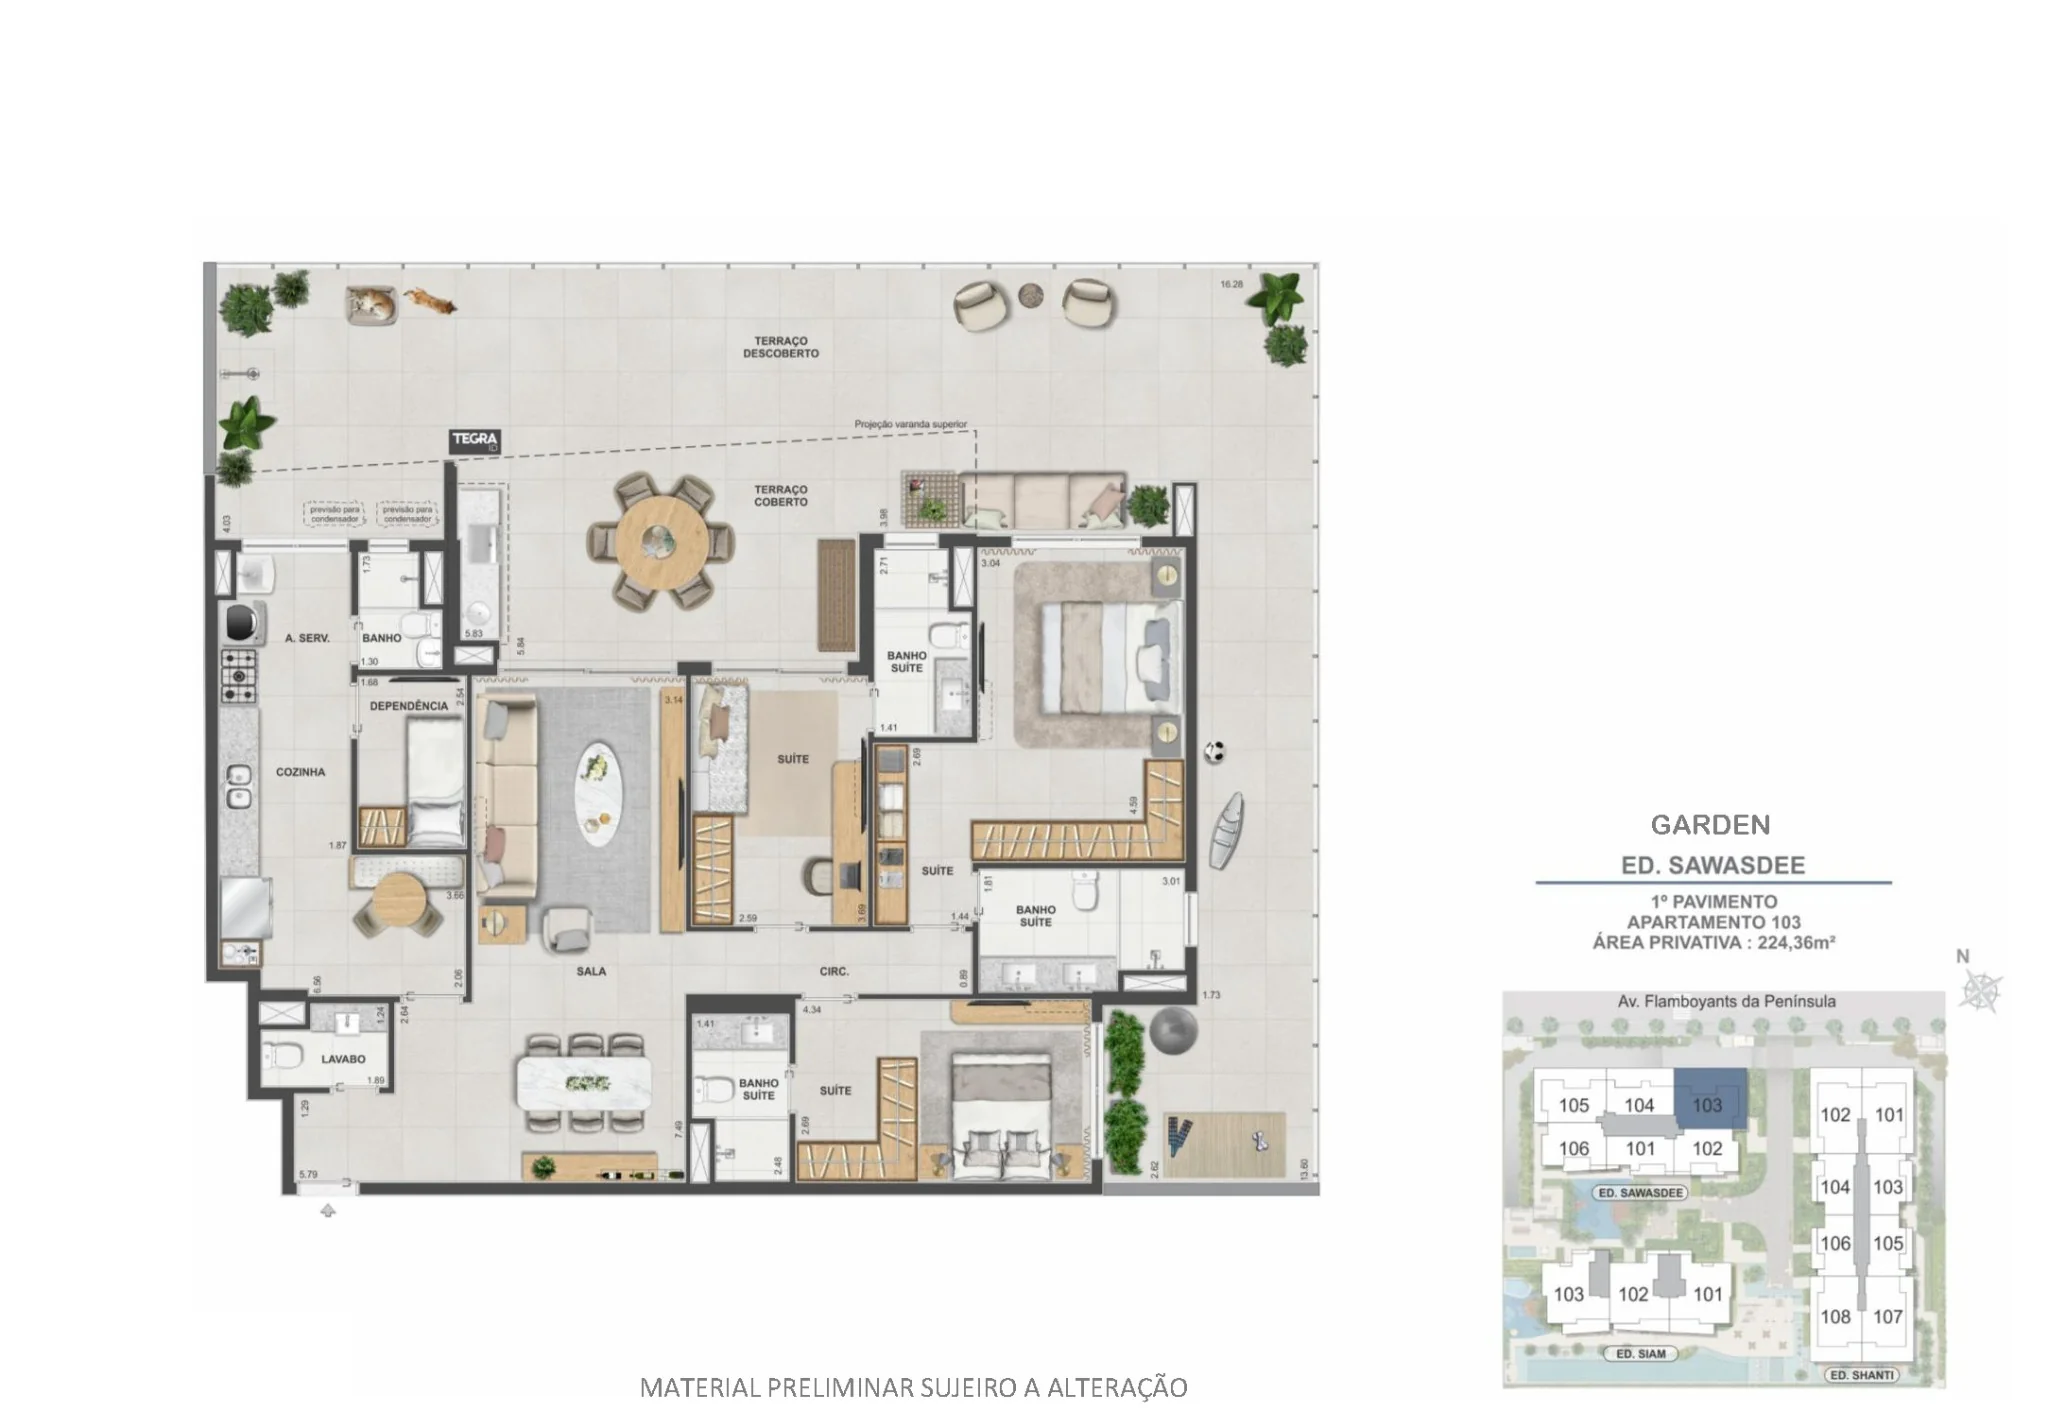 16.28
TERRAÇO
DESCOBERTO
Projeção varanda superior
TEGRA
TERRAÇO
COBERTO
previsão para
condensador
previsão para
condensador
4.03
3.98
1.73
2.71
3.04
A. SERV.
BANHO
5.83
5.84
1.30
BANHO
SUÍTE
1.68
2.54
DEPENDÊNCIA
3.14
1.41
SUÍTE
2.69
COZINHA
4.59
1.87
SUÍTE
1.81
3.01
3.66
2.59
3.69
1.44
BANHO
SUÍTE
SALA
CIRC.
6.56
2.06
0.89
1.73
1.24
2.64
4.34
1.41
LAVABO
1.89
BANHO
SUÍTE
SUÍTE
1.29
7.49
2.69
5.79
2.48
2.62
13.60
GARDEN
ED. SAWASDEE
1º PAVIMENTO
APARTAMENTO 103
ÁREA PRIVATIVA : 224,36m²
N
Av. Flamboyants da Península
105 104 103
102 101
106 101 102
104 103
ED. SAWASDEE
106 105
103 102 101
108 107
ED. SIAM
ED. SHANTI
MATERIAL PRELIMINAR SUJEIRO A ALTERAÇÃO